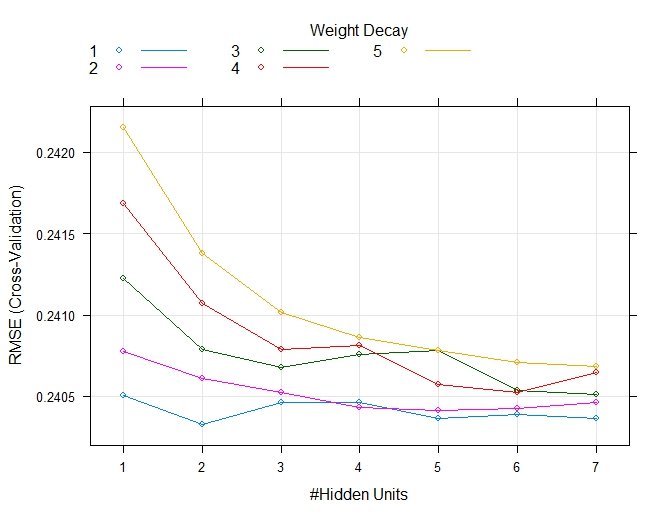 Weight Decay
1 3 5
2 4
0.2420
0.2415
0.2410
0.2405
RMSE (Cross-Validation)
1 2 3 4 5 6 7
#Hidden Units